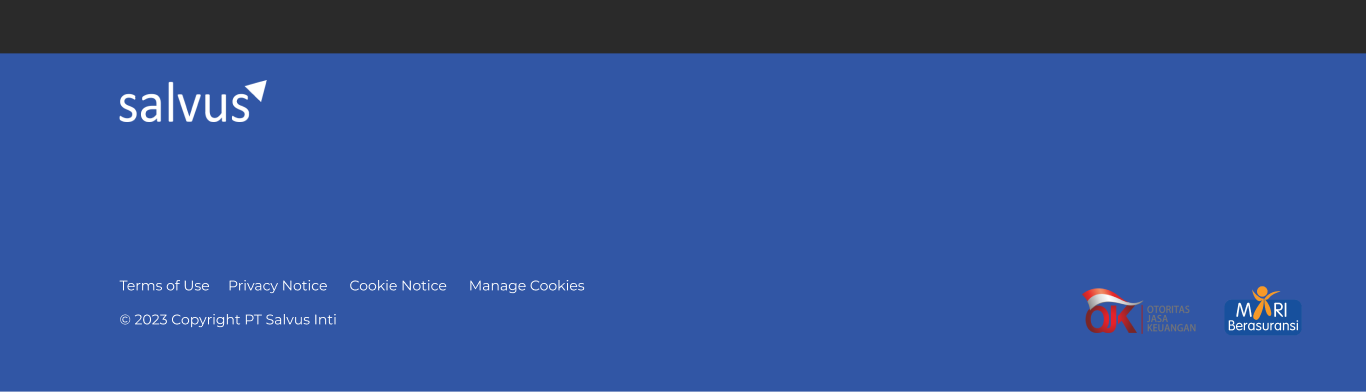 salvus
Terms of Use Privacy Notice Cookie Notice Manage Cookies
© 2023 Copyright PT Salvus Inti
OJK
OTORITAS
JASA
KEUANGAN
MARI
Berasuransi